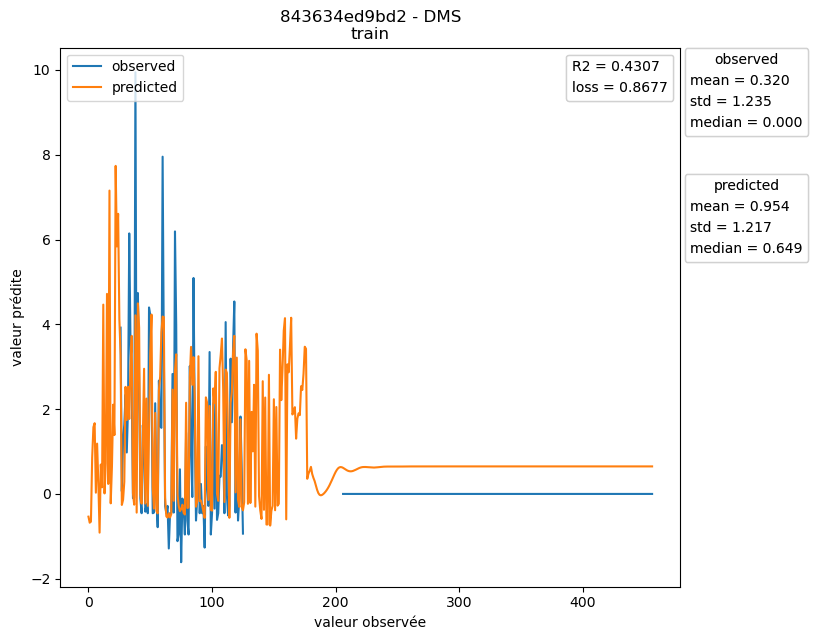 843634ed9bd2 - DMS
train
observed
predicted
R2 = 0.4307
loss = 0.8677
observed
mean = 0.320
std = 1.235
median = 0.000
predicted
mean = 0.954
std = 1.217
median = 0.649
10
8
6
4
2
0
−2
valeur prédite
0
100
200
300
400
valeur observée